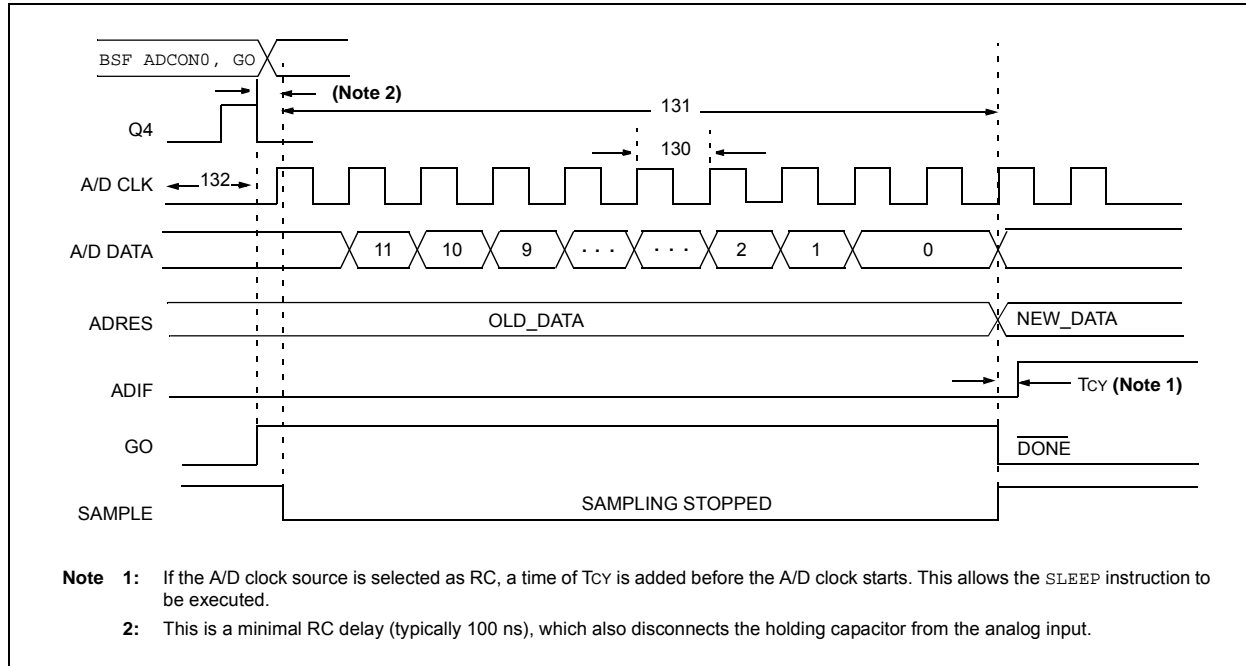 BSF ADCON0, GO
(Note 2)
131
Q4
130
A/D CLK
132
A/D DATA
11 10 9 . . . . . . 2 1 0
ADRES
OLD_DATA
NEW_DATA
ADIF
TCY (Note 1)
GO
DONE
SAMPLE
SAMPLING STOPPED
Note 1: If the A/D clock source is selected as RC, a time of TCY is added before the A/D clock starts. This allows the SLEEP instruction to
be executed.
2: This is a minimal RC delay (typically 100 ns), which also disconnects the holding capacitor from the analog input.